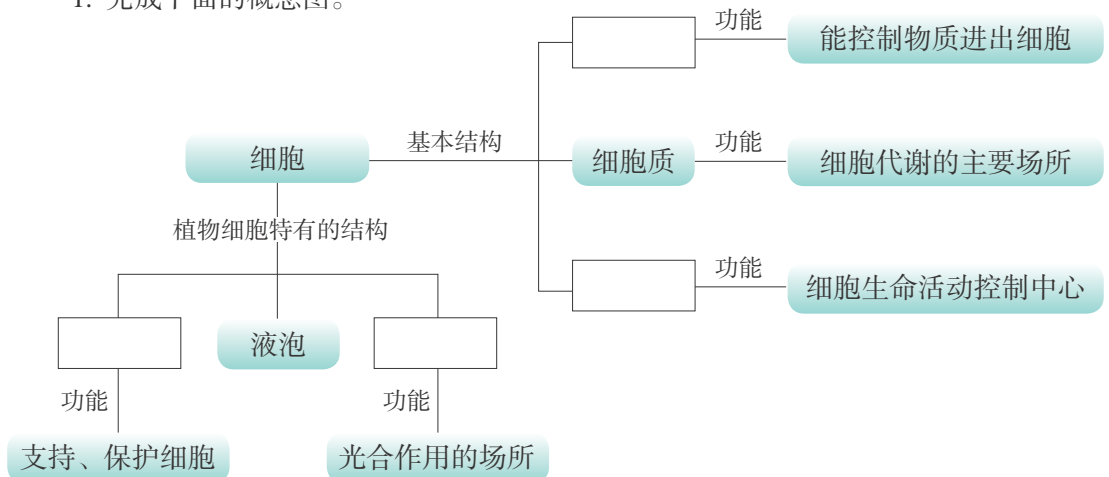 1. 完成下面的概念图。
功能
能控制物质进出细胞
细胞
基本结构
细胞质
功能
细胞代谢的主要场所
植物细胞特有的结构
功能
细胞生命活动控制中心
液泡
功能
功能
支持、保护细胞
光合作用的场所